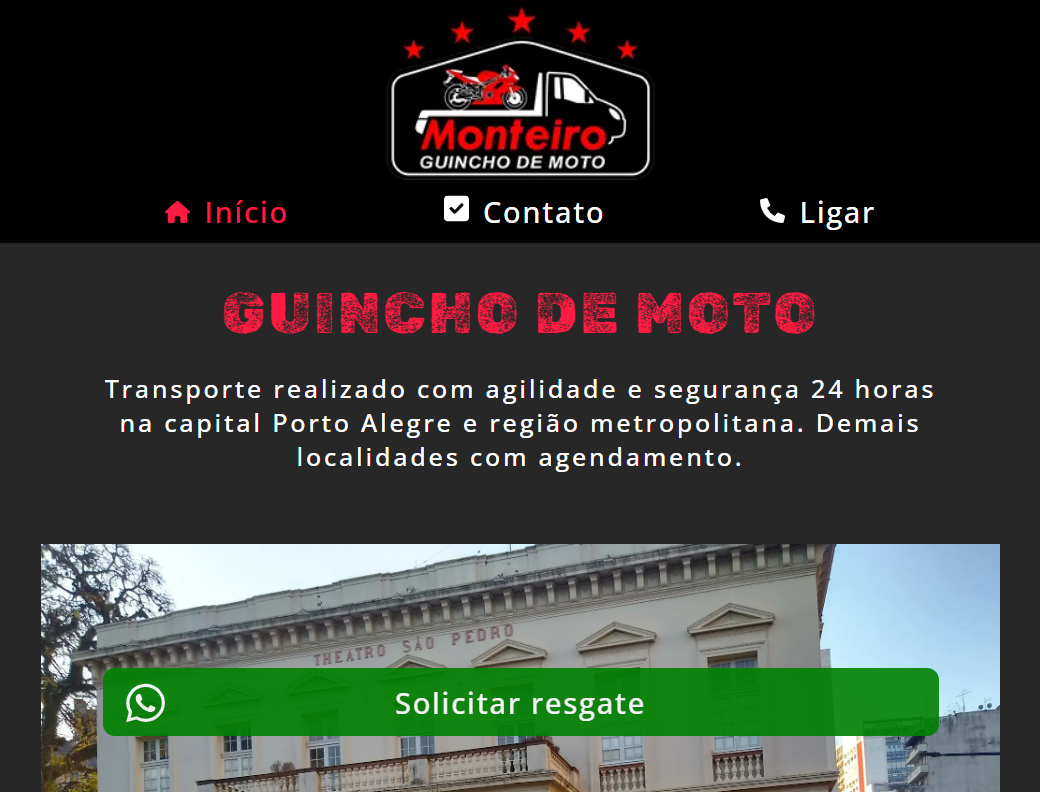 Monteiro
GUINCHO DE MOTO
Início
Contato
Ligar
GUINCHO DE MOTO
Transporte realizado com agilidade e segurança 24 horas
na capital Porto Alegre e região metropolitana. Demais
localidades com agendamento.
THEATRO SÃO PEDRO
Solicitar resgate